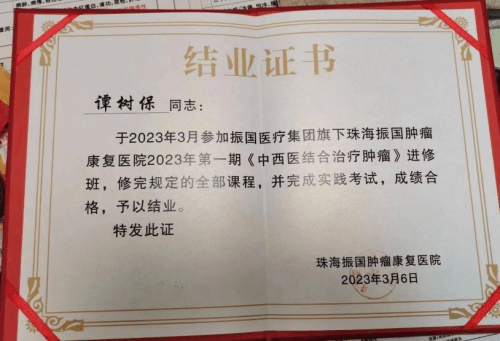 结业证书
谭树保 同志：
于2023年3月参加振国医疗集团旗下珠海振国肿瘤
康复医院2023年第一期《中西医结合治疗肿瘤》进修
班，修完规定的全部课程，并完成实践考试，成绩合
格，予以结业。
特发此证
珠海振国肿瘤康复医院
2023年3月6日